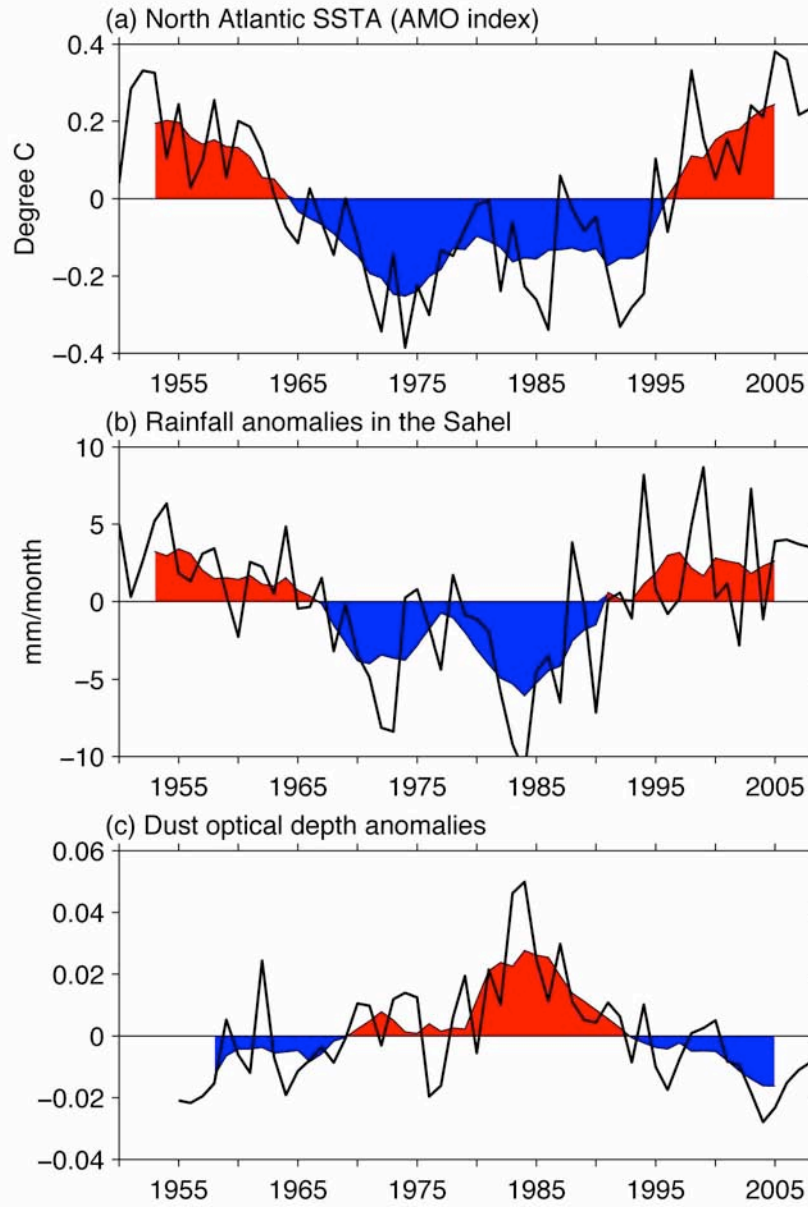 (a) North Atlantic SSTA (AMO index)
0.4
0.2
0
−0.2
−0.4
Degree C
1955 1965 1975 1985 1995 2005
(b) Rainfall anomalies in the Sahel
10
5
0
−5
−10
mm/month
1955 1965 1975 1985 1995 2005
(c) Dust optical depth anomalies
0.06
0.04
0.02
0
−0.02
−0.04
1955 1965 1975 1985 1995 2005